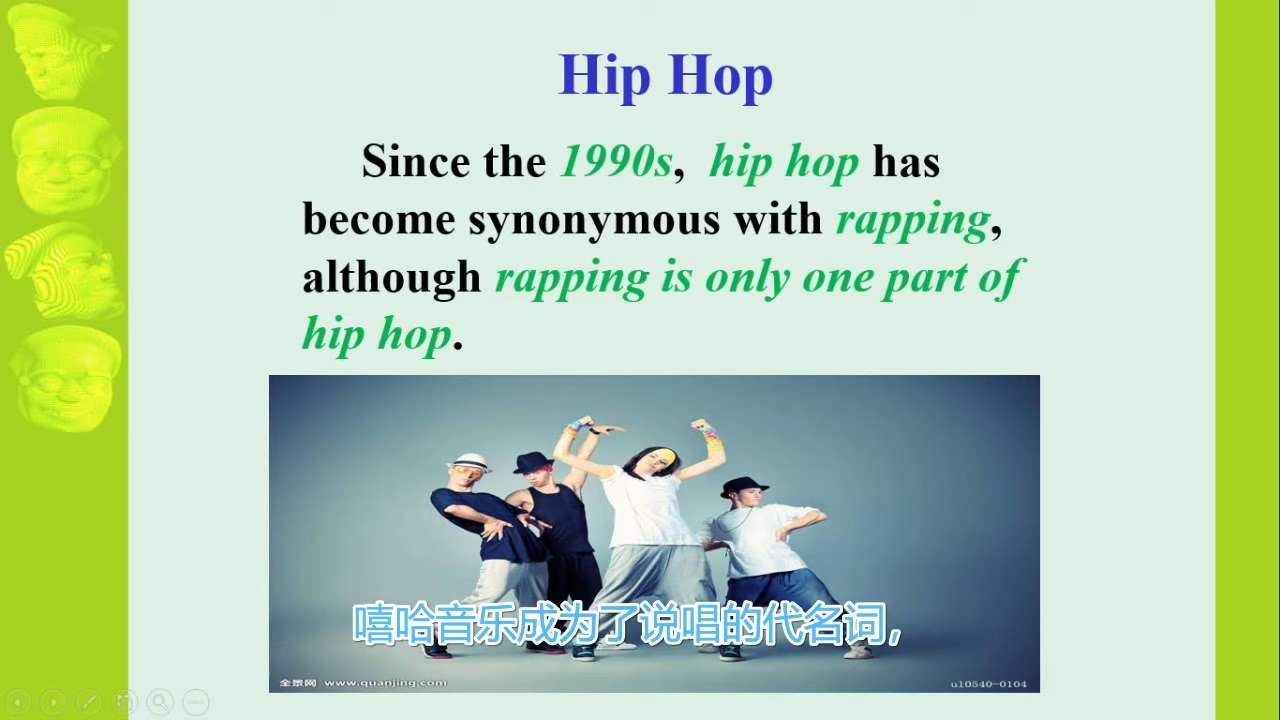 Hip Hop
Since the 1990s, hip hop has
become synonymous with rapping,
although rapping is only one part of
hip hop.
嘻哈音乐成为了说唱的代名词，
全景网 www.quanjing.com
u10540-0104